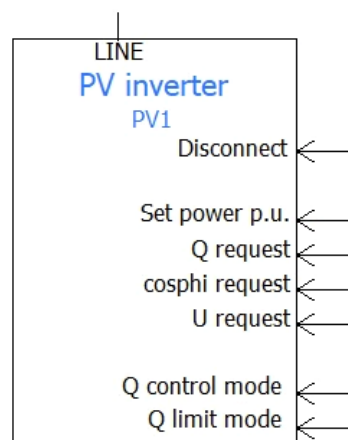 LINE
PV inverter
PV1
Disconnect
Set power p.u.
Q request
cosphi request
U request
Q control mode
Q limit mode